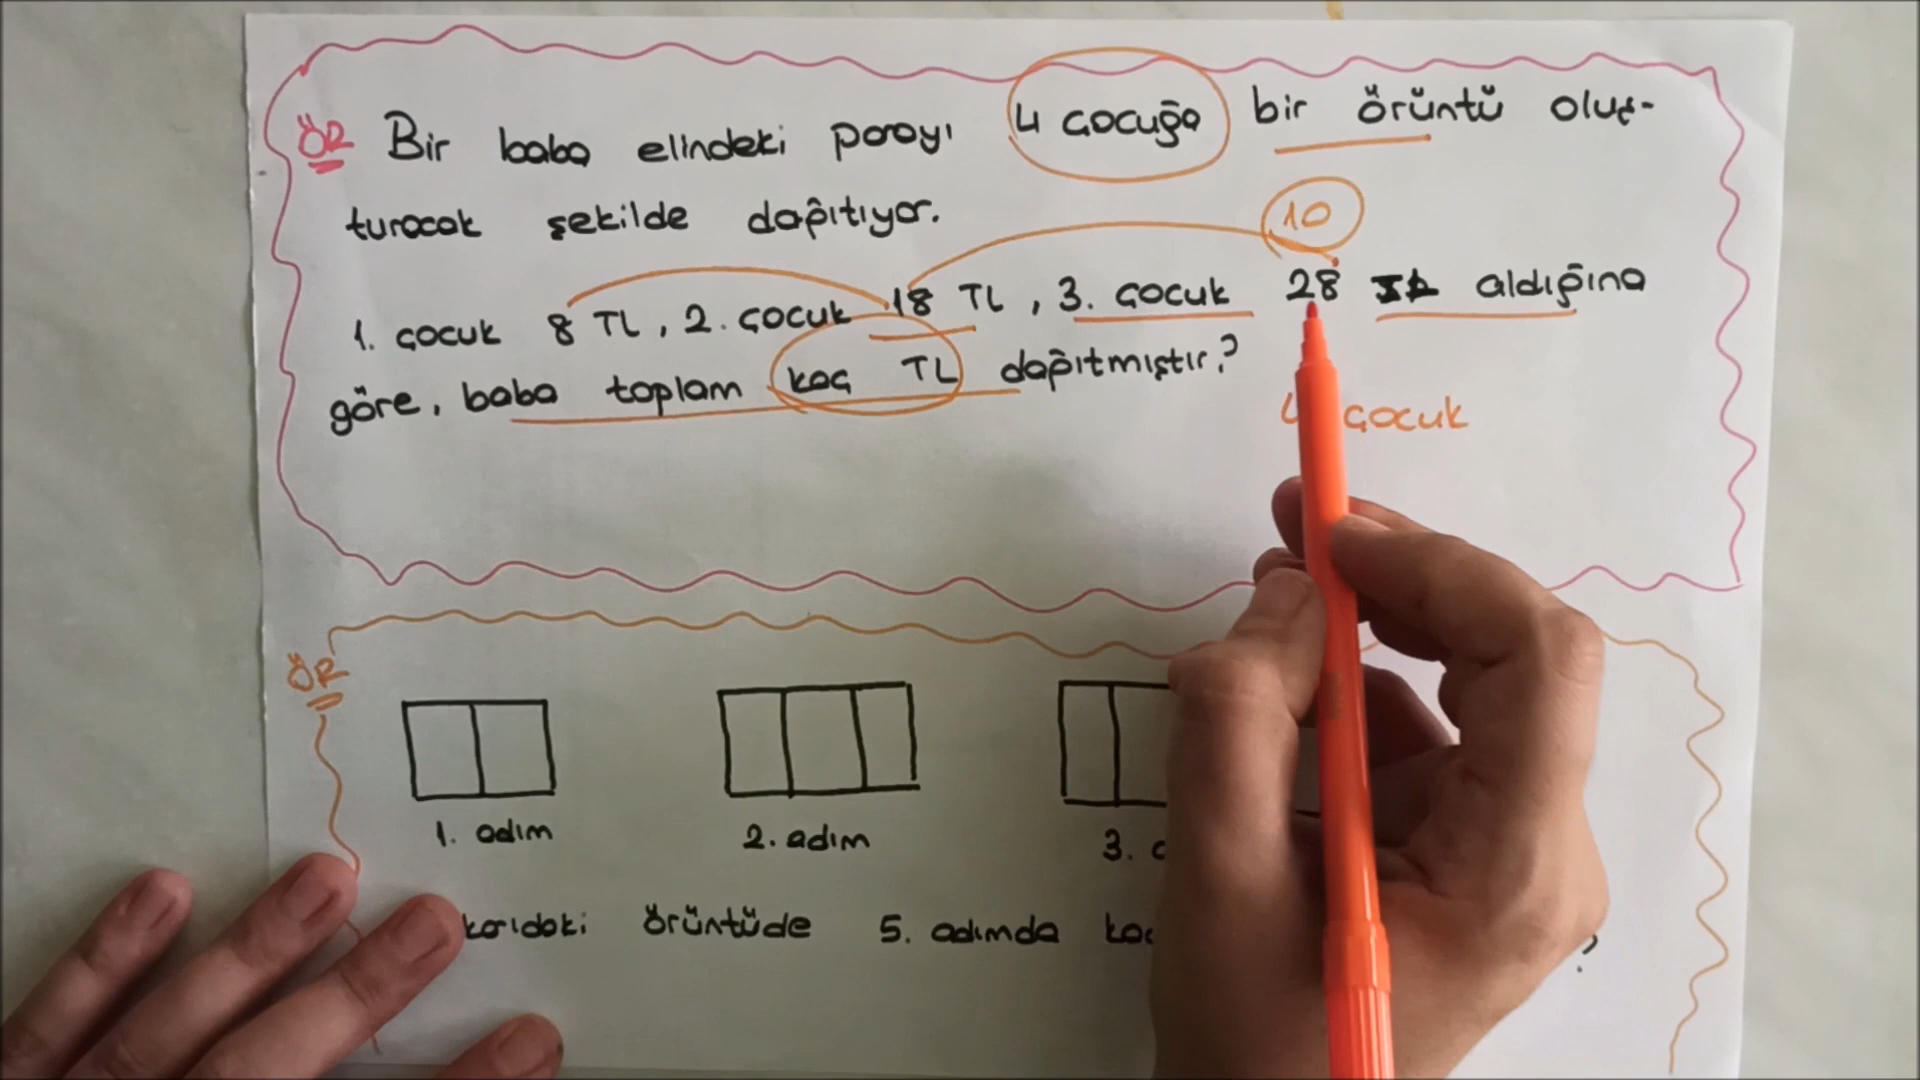 ÖR Bir baba elindeki parayı 4 çocuğa bir örüntü oluş-
turacak şekilde dağıtıyor.
10
1. çocuk 8 TL, 2. çocuk 18 TL, 3. çocuk 28 TL aldığına
göre, baba toplam kaç TL dağıtmıştır?
çocuk
ÖR
1. adım 2. adım 3.
örüntüde 5. adımda ?